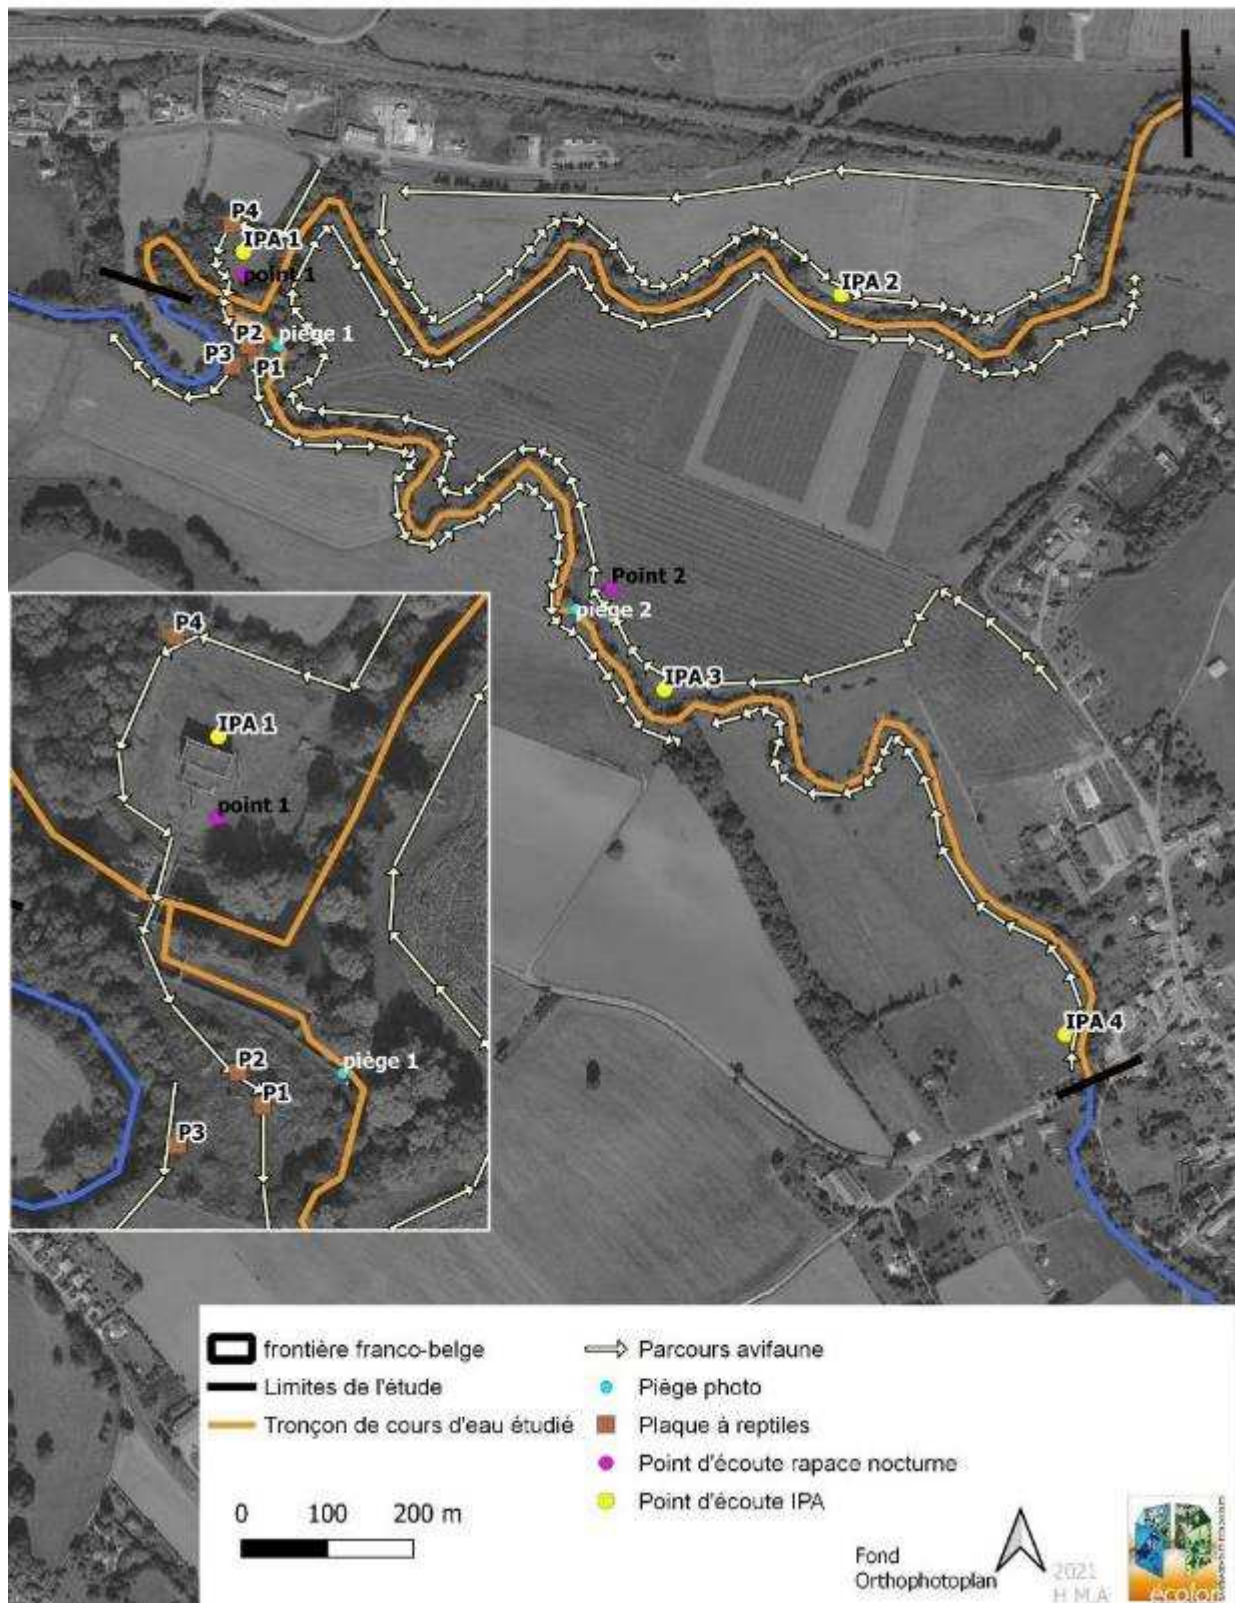 P4
IPA 1
point 1
IPA 2
P2
piège 1
P3
P1
Point 2
piège 2
IPA 3
IPA 4
P4
IPA 1
point 1
P2
piège 1
P1
P3
frontière franco-belge
Limites de l'étude
Tronçon de cours d'eau étudié
0 100 200 m
Parcours avifaune
Piège photo
Plaque à reptiles
Point d'écoute rapace nocturne
Point d'écoute IPA
Fond
Orthophotoplan
2021
H.M.A
écolor